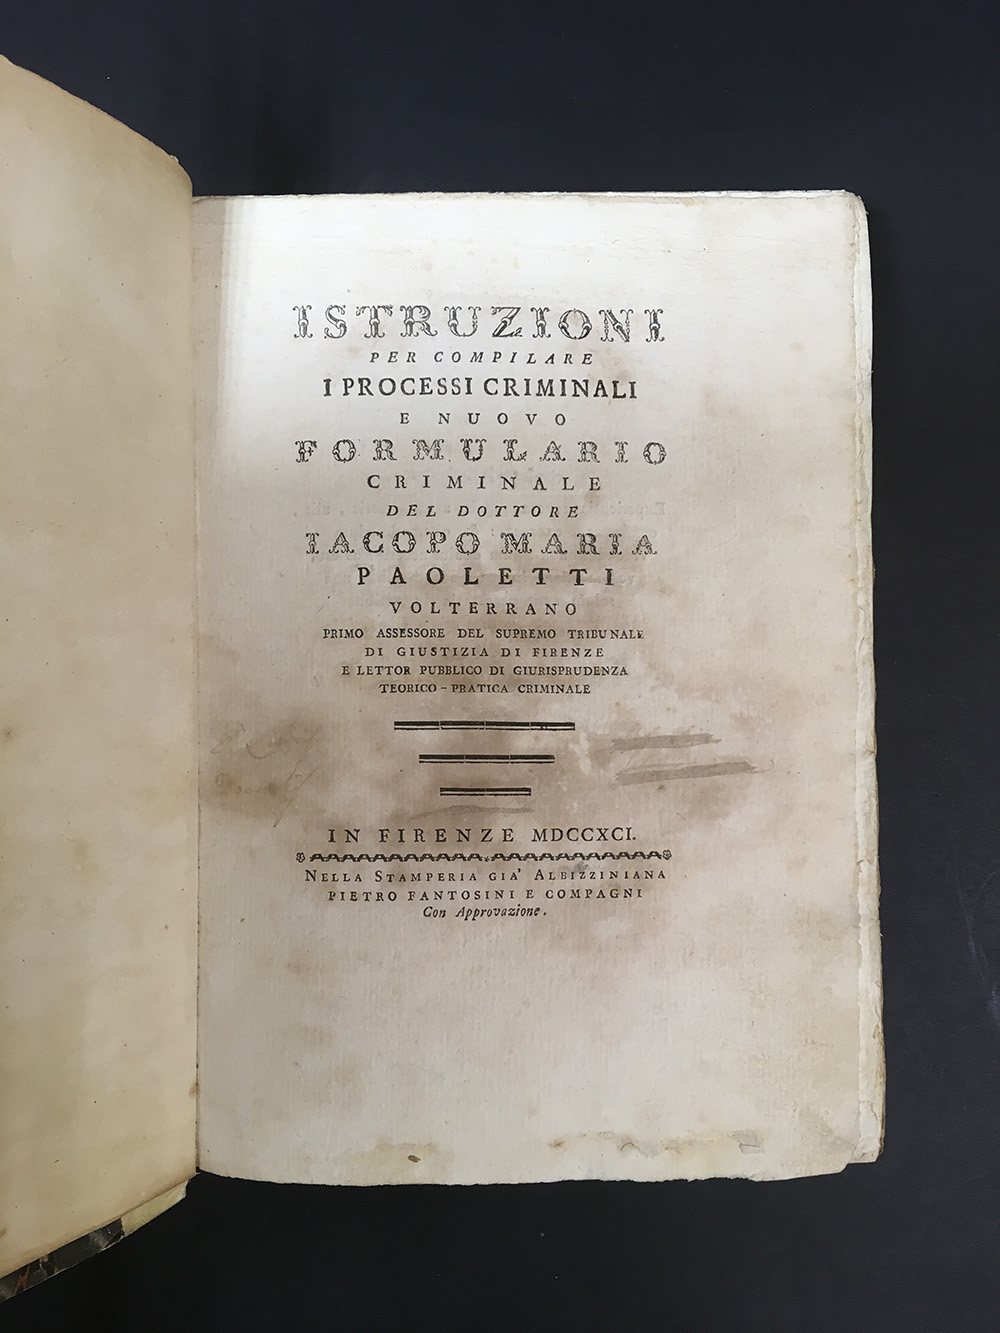 ISTRUZIONI
PER COMPILARE
I PROCESSI CRIMINALI
E NUOVO
FORMULARIO
CRIMINALE
DEL DOTTORE
IACOPO MARIA
PAOLETTI
VOLTERRANO
PRIMO ASSESSORE DEL SUPREMO TRIBUNALE
DI GIUSTIZIA DI FIRENZE
E LETTOR PUBBLICO DI GIURISPRUDENZA
TEORICO-PRATICA CRIMINALE
IN FIRENZE MDCCXCI.
NELLA STAMPERIA GIA' ALBIZZINIANA
PIETRO FANTOSINI E COMPAGNI
Con Approvazione.